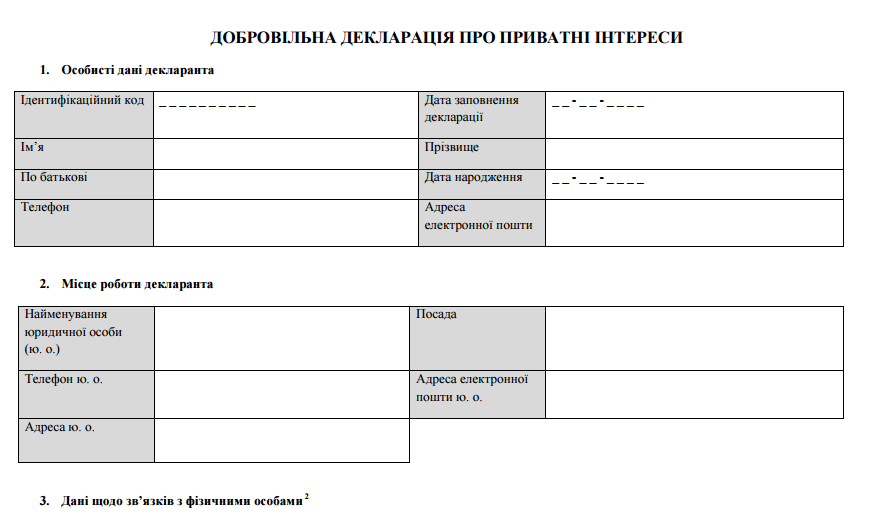 ДОБРОВІЛЬНА ДЕКЛАРАЦІЯ ПРО ПРИВАТНІ ІНТЕРЕСИ
1. Особисті дані декларанта
Ідентифікаційний код _ _ _ _ _ _ _ _ _ _ Дата заповнення _ _ - _ _ - _ _ _ _
декларації
Ім’я Прізвище
По батькові Дата народження _ _ - _ _ - _ _ _ _
Телефон Адреса
електронної пошти
2. Місце роботи декларанта
Найменування Посада
юридичної особи
(ю. о.)
Телефон ю. о. Адреса електронної
пошти ю. о.
Адреса ю. о.
3. Дані щодо зв’язків з фізичними особами 2